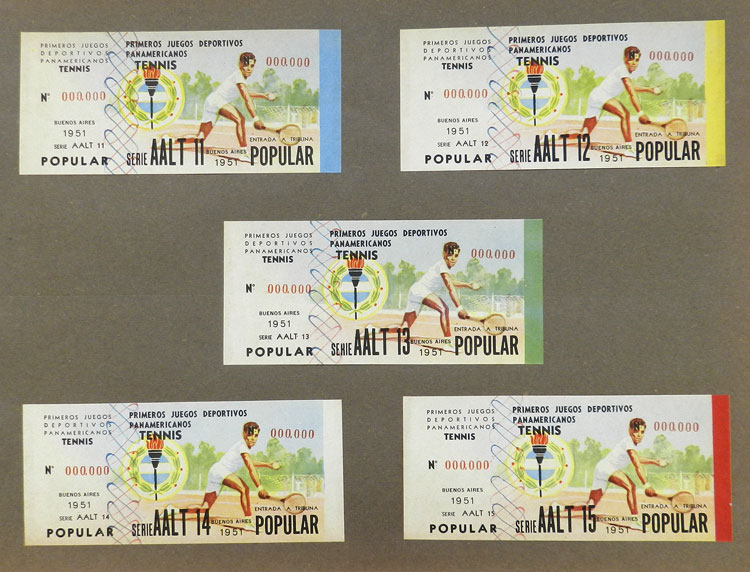 PRIMEROS JUEGOS
DEPORTIVOS
PANAMERICANOS
TENNIS
Nº 000.000
BUENOS AIRES
1951
SERIE AALT 11
POPULAR
PRIMEROS JUEGOS DEPORTIVOS
PANAMERICANOS
TENNIS
Nº 000.000
ENTRADA A TRIBUNA
SERIE AALT 11 BUENOS AIRES 1951 POPULAR
PRIMEROS JUEGOS
DEPORTIVOS
PANAMERICANOS
TENNIS
Nº 000.000
BUENOS AIRES
1951
SERIE AALT 12
POPULAR
PRIMEROS JUEGOS DEPORTIVOS
PANAMERICANOS
TENNIS
Nº 000.000
ENTRADA A TRIBUNA
SERIE AALT 12 BUENOS AIRES 1951 POPULAR
PRIMEROS JUEGOS
DEPORTIVOS
PANAMERICANOS
TENNIS
Nº 000.000
BUENOS AIRES
1951
SERIE AALT 13
POPULAR
PRIMEROS JUEGOS DEPORTIVOS
PANAMERICANOS
TENNIS
Nº 000.000
ENTRADA A TRIBUNA
SERIE AALT 13 BUENOS AIRES 1951 POPULAR
PRIMEROS JUEGOS
DEPORTIVOS
PANAMERICANOS
TENNIS
Nº 000.000
BUENOS AIRES
1951
SERIE AALT 14
POPULAR
PRIMEROS JUEGOS DEPORTIVOS
PANAMERICANOS
TENNIS
Nº 000.000
ENTRADA A TRIBUNA
SERIE AALT 14 BUENOS AIRES 1951 POPULAR
PRIMEROS JUEGOS
DEPORTIVOS
PANAMERICANOS
TENNIS
Nº 000.000
BUENOS AIRES
1951
SERIE AALT 15
POPULAR
PRIMEROS JUEGOS DEPORTIVOS
PANAMERICANOS
TENNIS
Nº 000.000
ENTRADA A TRIBUNA
SERIE AALT 15 BUENOS AIRES 1951 POPULAR